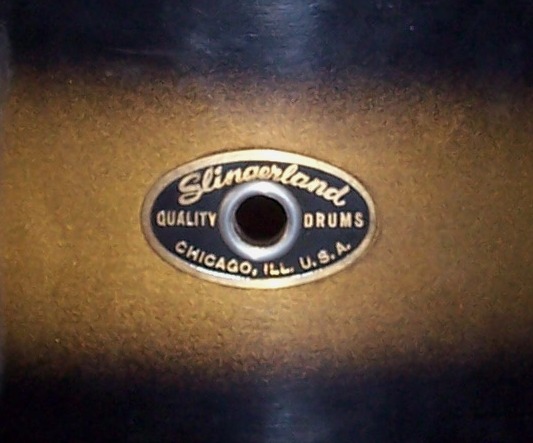 Slingerland
QUALITY DRUMS
CHICAGO, ILL. U.S.A.